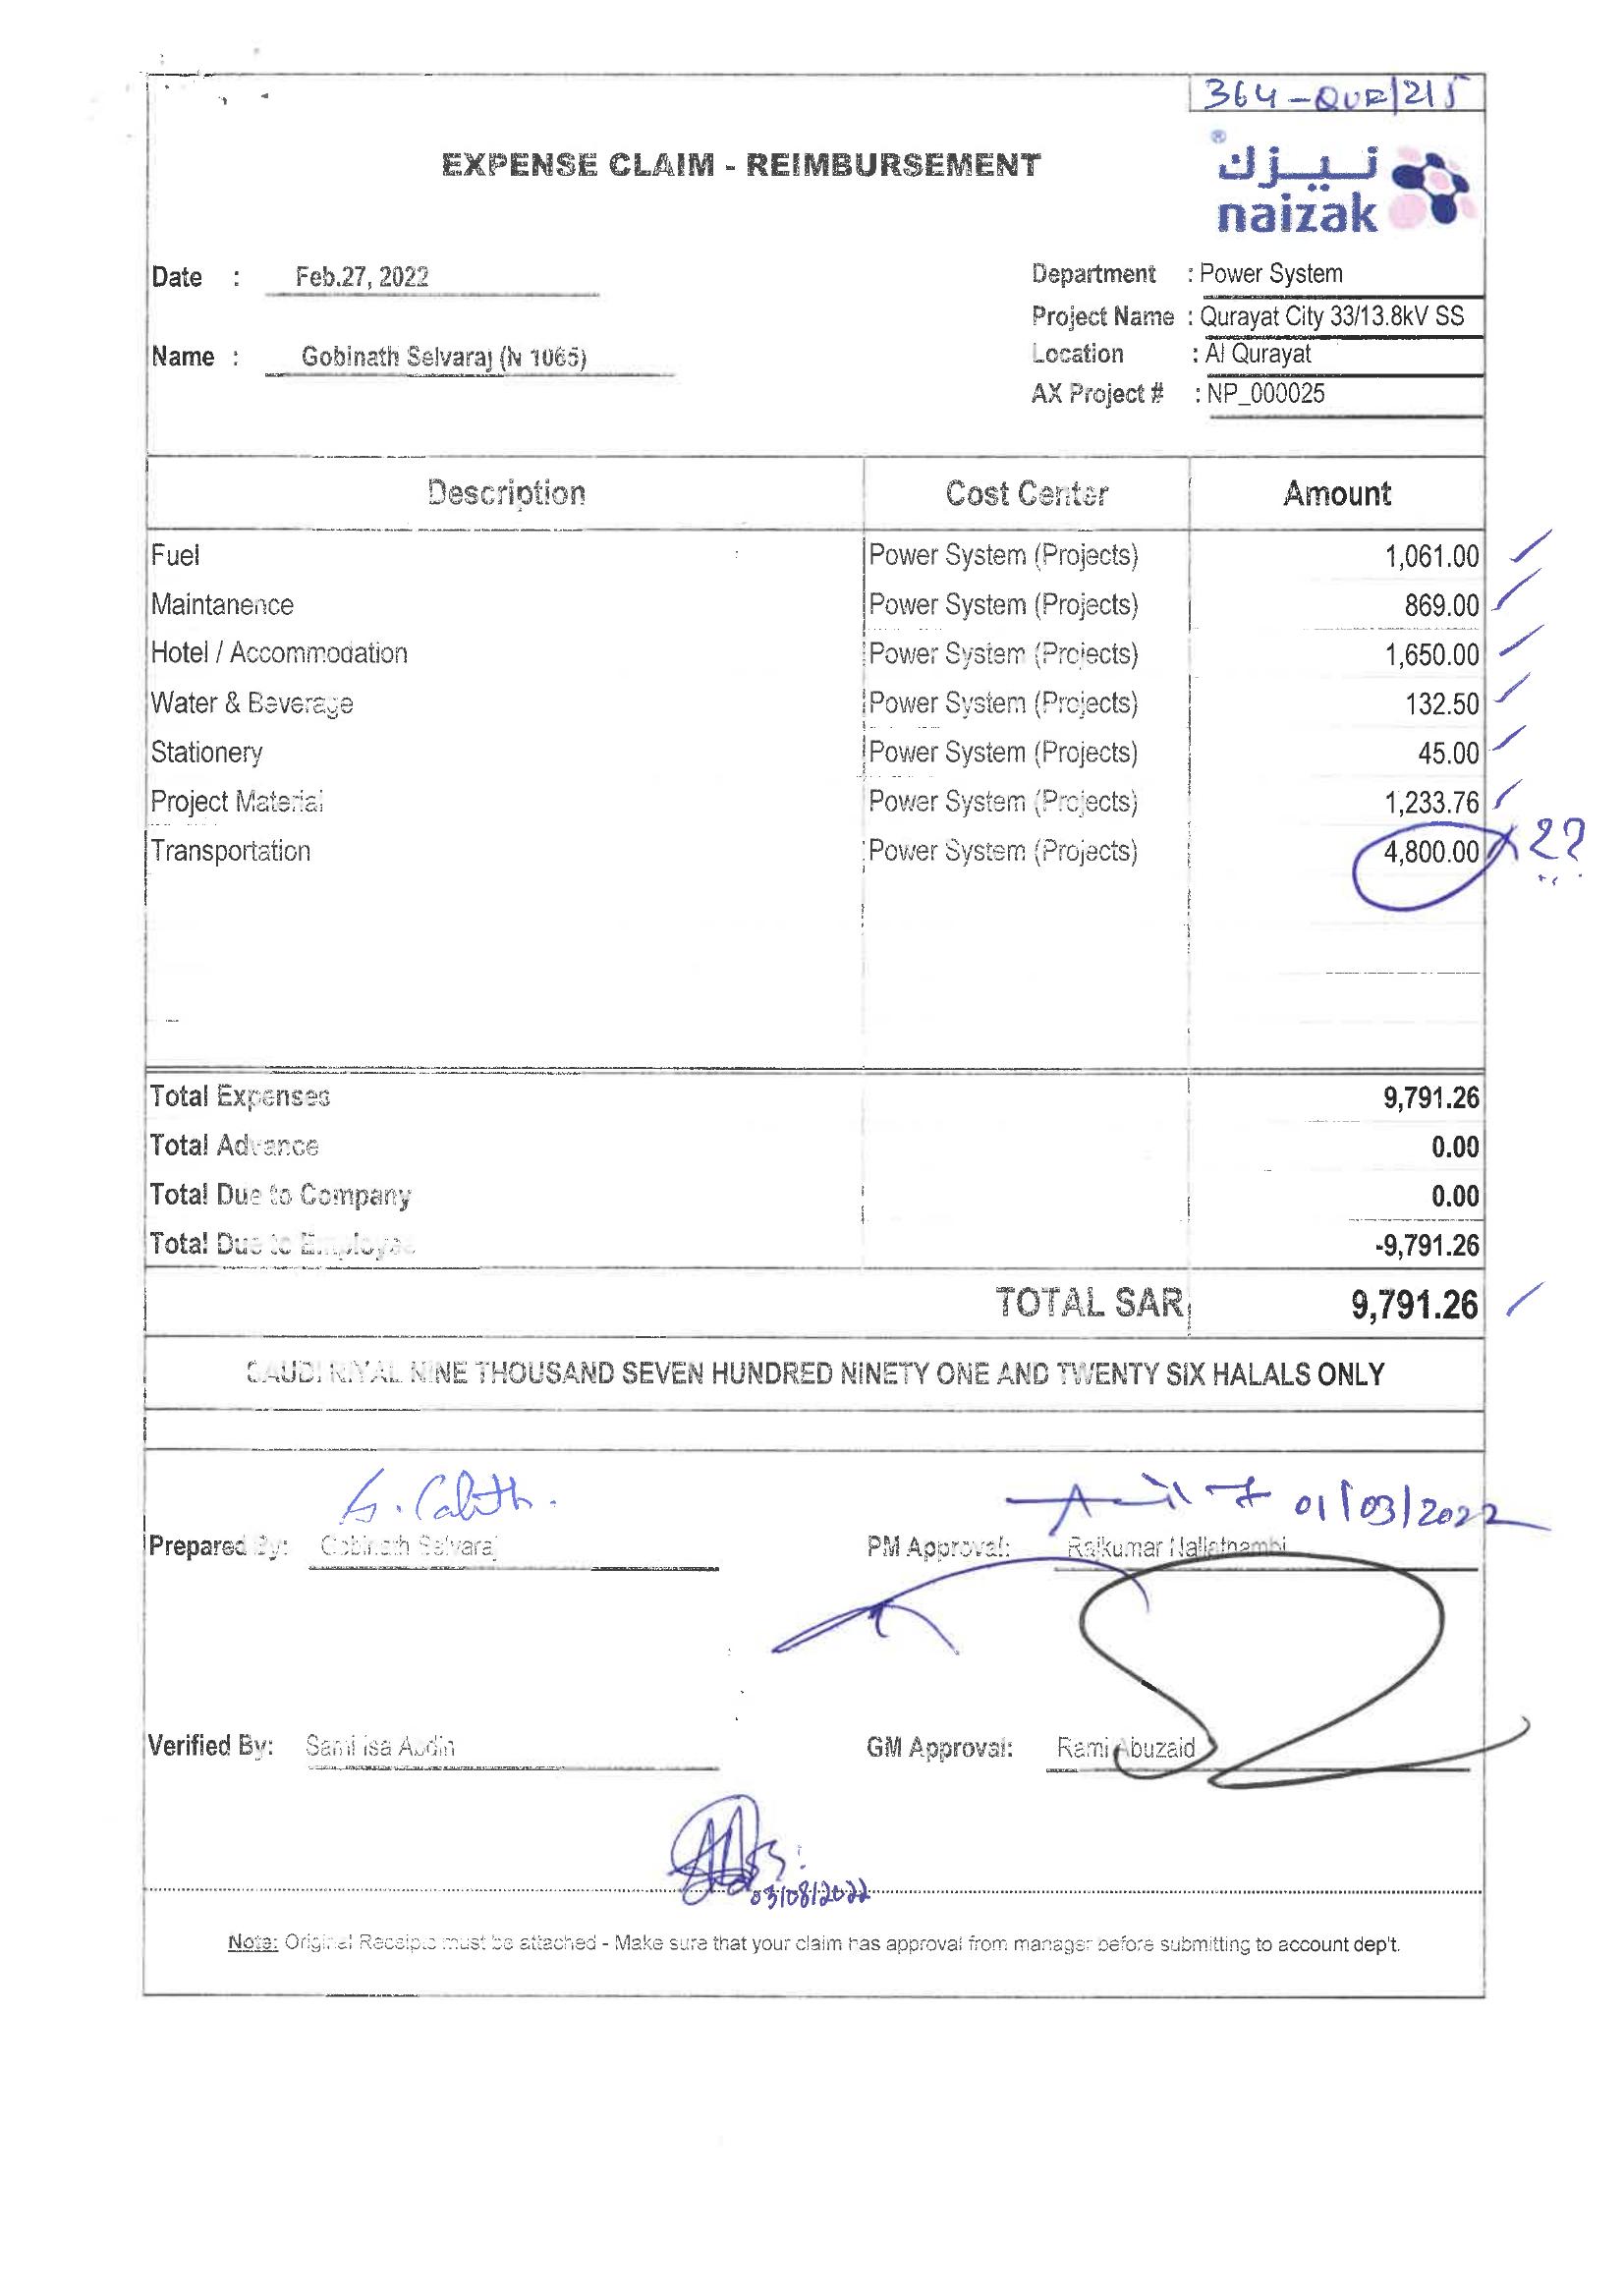 364-QUR/215
EXPENSE CLAIM - REIMBURSEMENT
نيزك
naizak
Date : Feb.27, 2022
Department : Power System
Project Name : Qurayat City 33/13.8kV SS
Name : Gobinath Selvaraj (N 1065)
Location : Al Qurayat
AX Project # : NP_000025
Description Cost Center Amount
Fuel Power System (Projects) 1,061.00
Maintanence Power System (Projects) 869.00
Hotel / Accommodation Power System (Projects) 1,650.00
Water & Beverage Power System (Projects) 132.50
Stationery Power System (Projects) 45.00
Project Material Power System (Projects) 1,233.76
Transportation Power System (Projects) 4,800.00 ??
Total Expenses 9,791.26
Total Advance 0.00
Total Due to Company 0.00
Total Due to Employee -9,791.26
TOTAL SAR 9,791.26
SAUDI RIYAL NINE THOUSAND SEVEN HUNDRED NINETY ONE AND TWENTY SIX HALALS ONLY
01/03/2022
Prepared By: Gobinath Selvaraj PM Approval: Rajkumar Nallathambi
Verified By: Sami Isa Abdin GM Approval: Rami Abuzaid
03/08/2022
Note: Original Receipts must be attached - Make sure that your claim has approval from manager before submitting to account dep't.